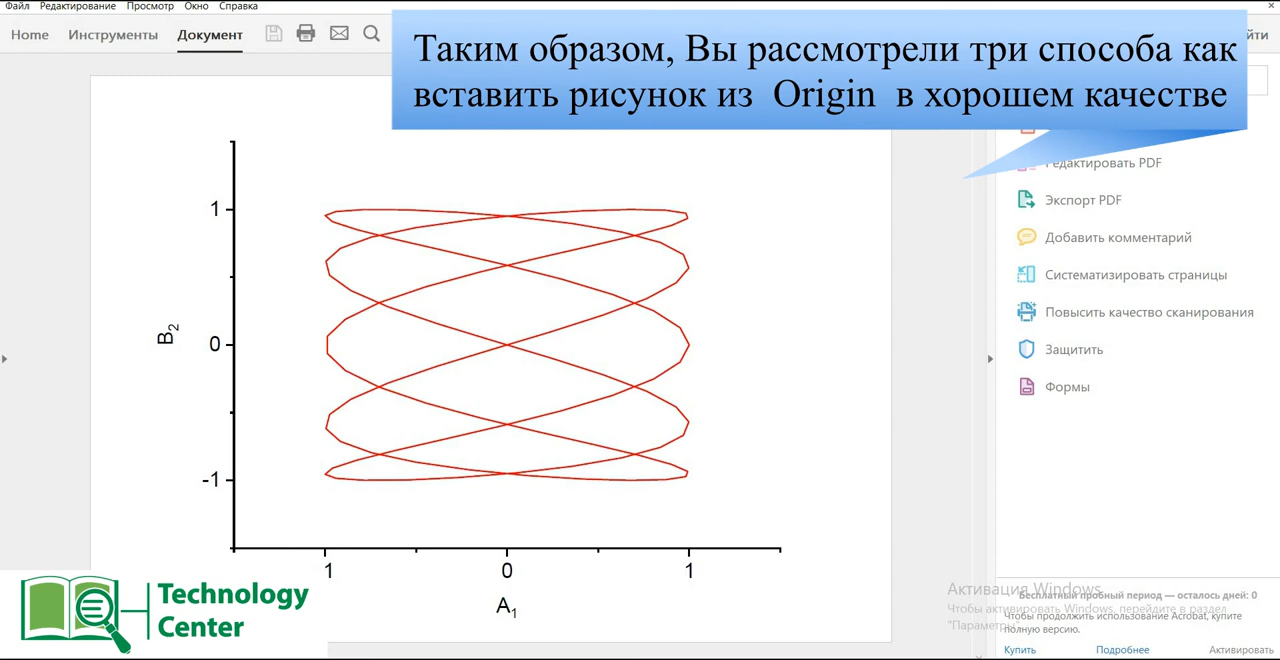 Файл Редактирование Просмотр Окно Справка
Home Инструменты Документ
Таким образом, Вы рассмотрели три способа как
вставить рисунок из Origin в хорошем качестве
Редактировать PDF
Экспорт PDF
Добавить комментарий
Систематизировать страницы
Повысить качество сканирования
Защитить
Формы
1
0
-1
B2
1 0 1
A1
Technology
Center
Активация Windows
Чтобы активировать Windows, перейдите в раздел
"Параметры
Бесплатный пробный период — осталось дней: 0
Чтобы продолжить использование Acrobat, купите
полную версию.
Купить Подробнее Активировать